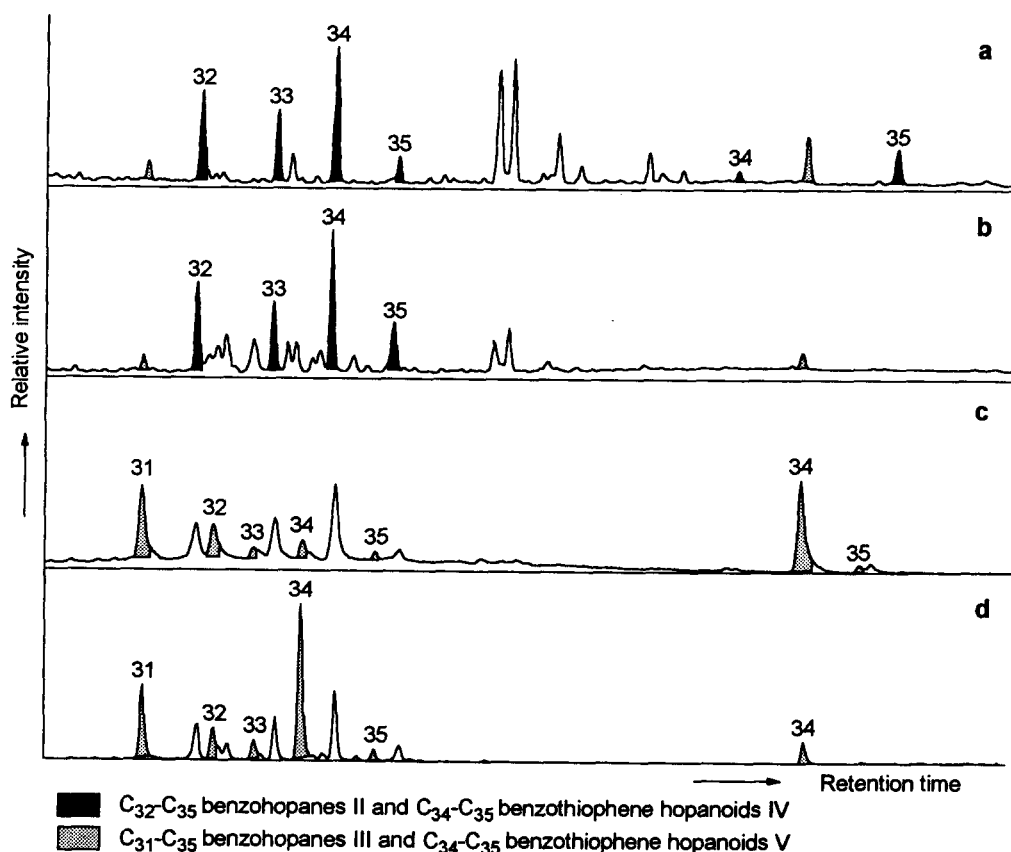 34
a
32
33
35
34
35
34
b
32
33
35
c
31
34
32
33
34
35
35
d
34
31
32
33
35
34
Relative intensity
Retention time
C₃₂-C₃₅ benzohopanes II and C₃₄-C₃₅ benzothiophene hopanoids IV
C₃₁-C₃₅ benzohopanes III and C₃₄-C₃₅ benzothiophene hopanoids V